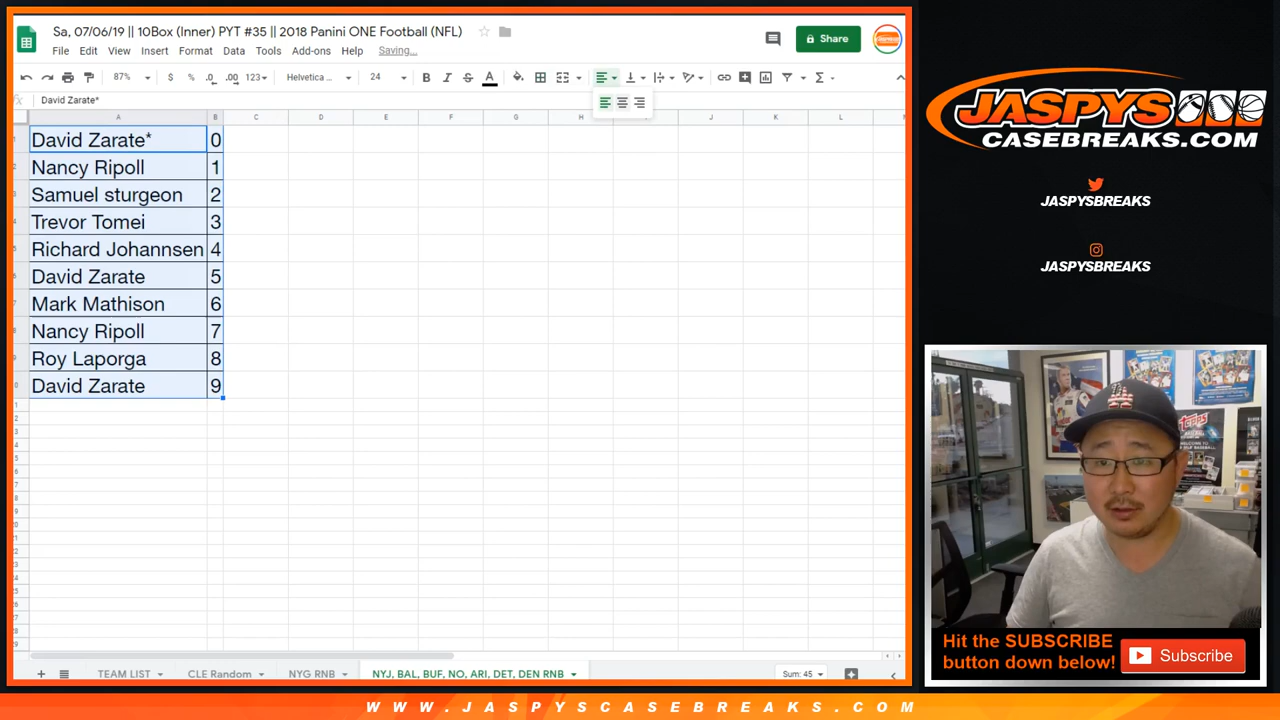 Sa, 07/06/19 || 10Box (Inner) PYT #35 || 2018 Panini ONE Football (NFL)
File Edit View Insert Format Data Tools Add-ons Help Saving...
Share
87% $ % .0 .00 123 Helvetica ... 24 B I S A
fx David Zarate*
A B C D E F G H I J K L
David Zarate* 0
Nancy Ripoll 1
Samuel sturgeon 2
Trevor Tomei 3
Richard Johannsen 4
David Zarate 5
Mark Mathison 6
Nancy Ripoll 7
Roy Laporga 8
David Zarate 9
TEAM LIST CLE Random NYG RNB NYJ, BAL, BUF, NO, ARI, DET, DEN RNB Sum: 45
JASPYS
CASEBREAKS.COM
JASPYSBREAKS
JASPYSBREAKS
Topps
Hit the SUBSCRIBE
button down below!
Subscribe
WWW.JASPYSCASEBREAKS.COM